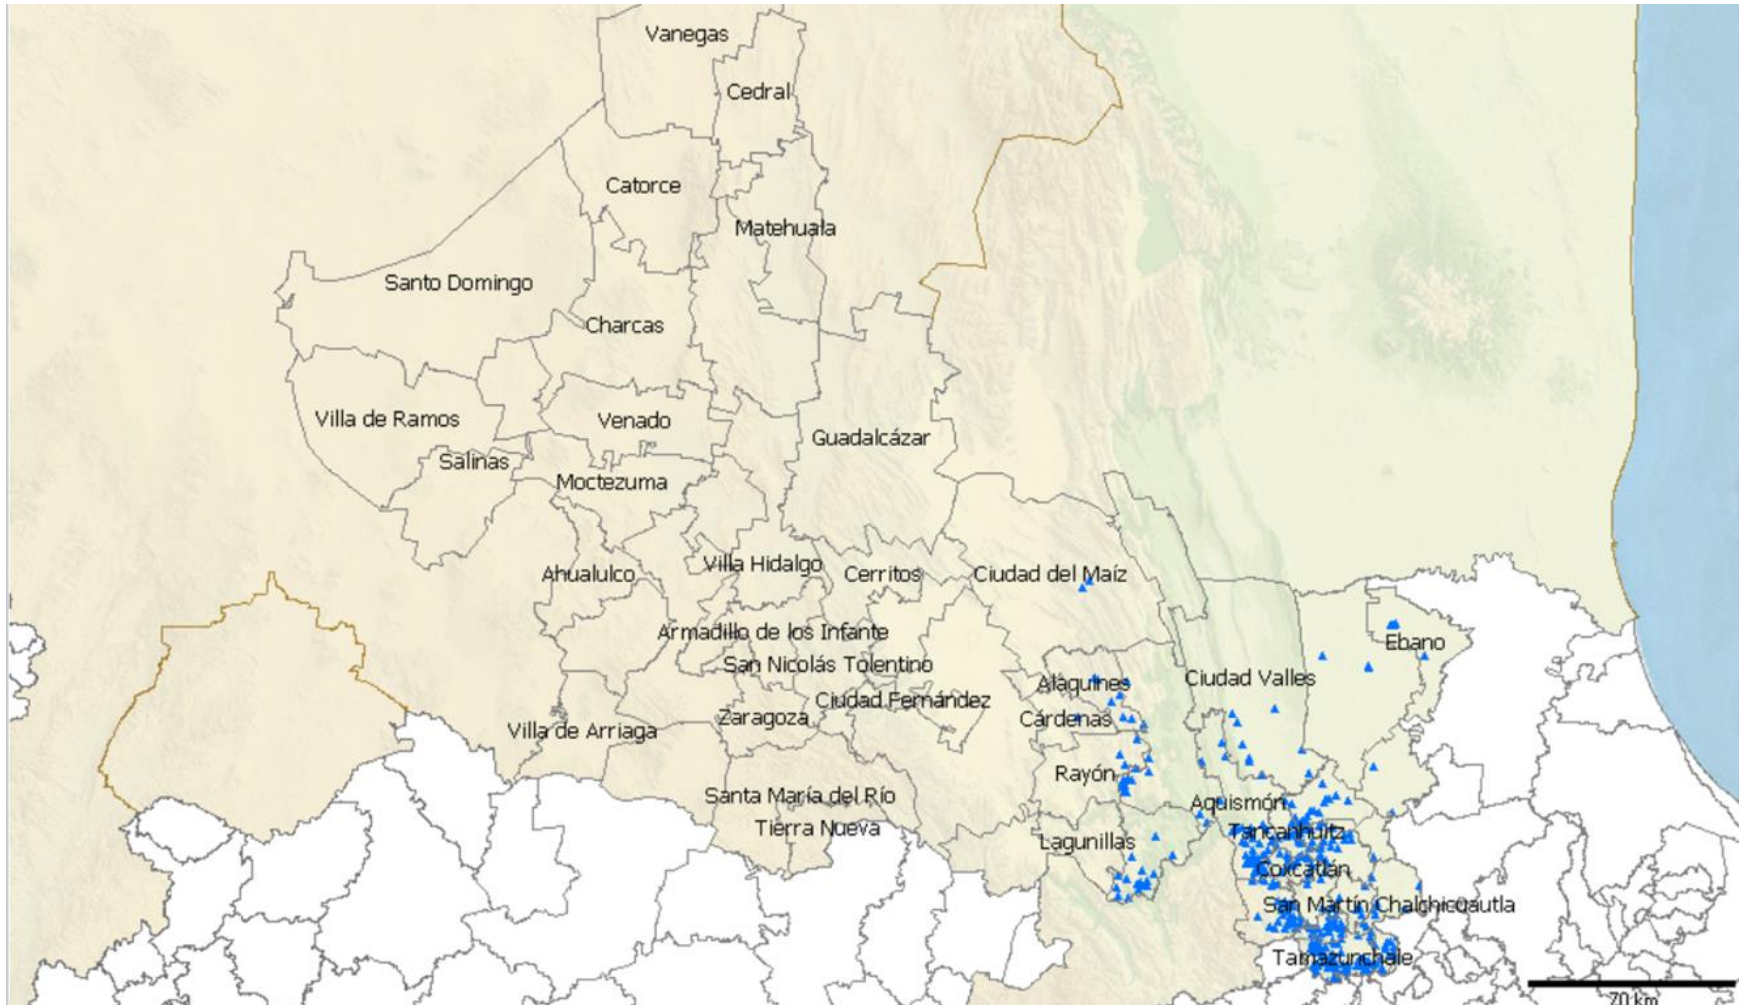 Vanegas
Cedral
Catorce
Matehuala
Santo Domingo
Charcas
Villa de Ramos
Venado
Guadalcázar
Salinas
Moctezuma
Ahualulco
Villa Hidalgo
Cerritos
Ciudad del Maíz
Armadillo de los Infante
Ebano
San Nicolás Tolentino
Ciudad Valles
Alaquines
Ciudad Fernández
Zaragoza
Cárdenas
Villa de Arriaga
Rayón
Santa María del Río
Aquismón
Tierra Nueva
Tancanhuitz
Lagunillas
Coxcatlán
San Martín Chalchicuautla
Tamazunchale
70 km